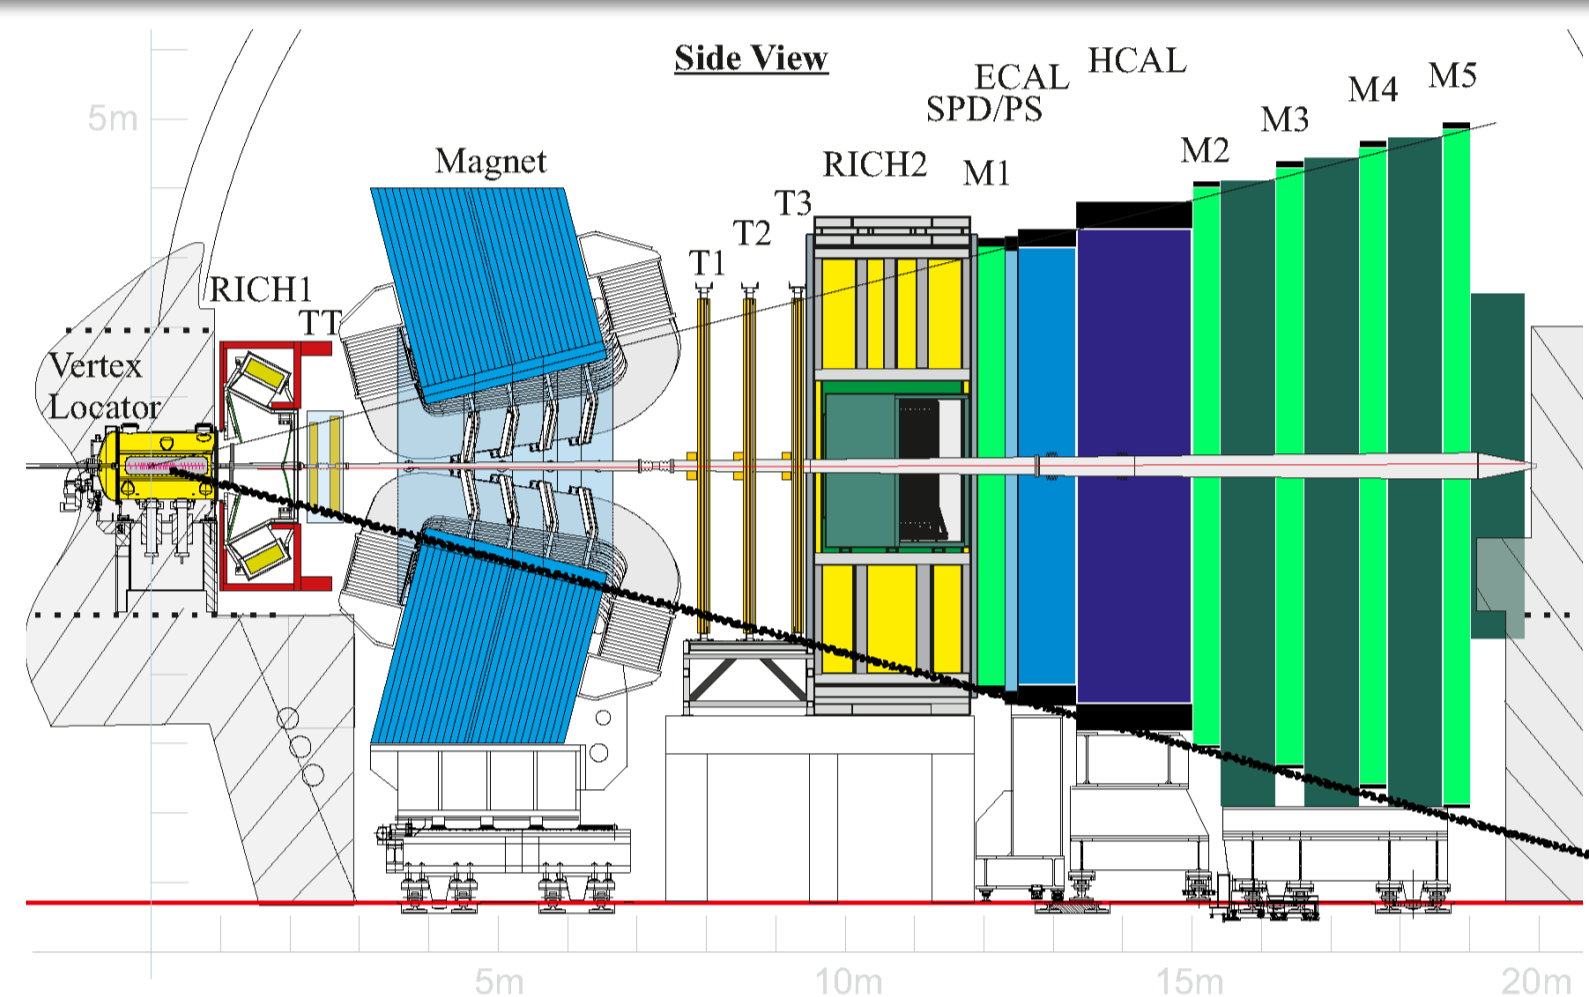 Side View
HCAL
ECAL
M5
M4
SPD/PS
M3
5m
M2
Magnet
RICH2
M1
T3
T2
T1
RICH1
TT
Vertex
Locator
5m
10m
15m
20m